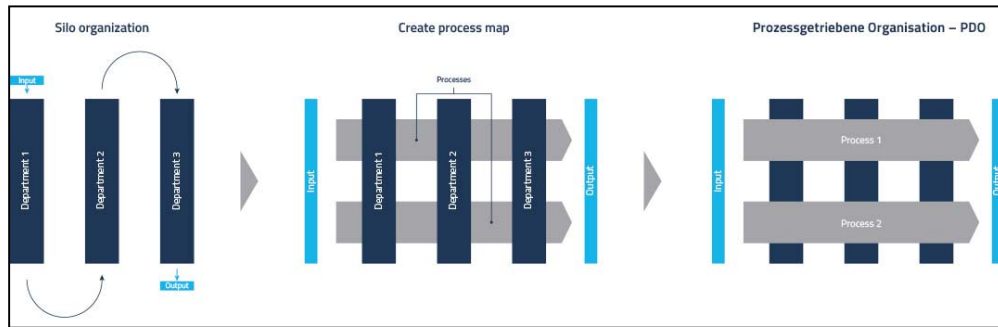 Silo organization
Input
Department 1
Department 2
Department 3
Output
Create process map
Processes
Input
Department 1
Department 2
Department 3
Output
Prozessgetriebene Organisation – PDO
Input
Process 1
Process 2
Output